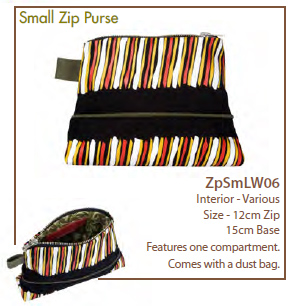 Small Zip Purse
ZpSmLW06
Interior - Various
Size - 12cm Zip
15cm Base
Features one compartment.
Comes with a dust bag.